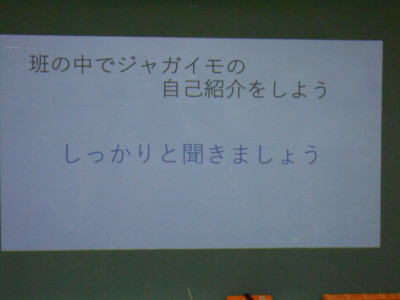 班の中でジャガイモの
自己紹介をしよう
しっかりと聞きましょう